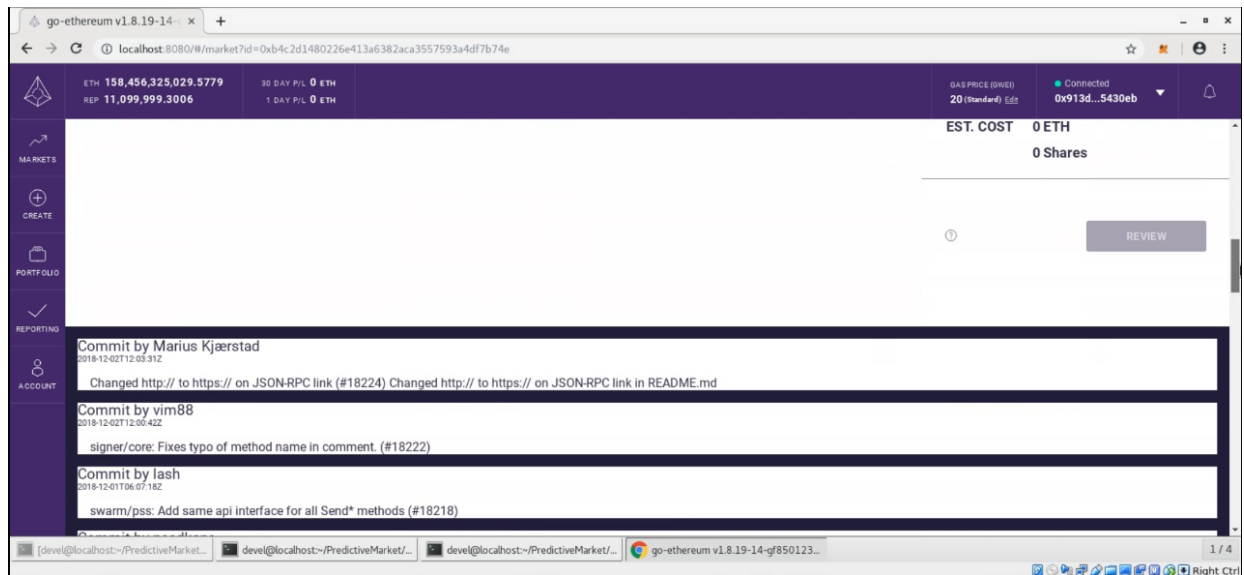 go-ethereum v1.8.19-14-
localhost:8080/#/market?id=0xb4c2d1480226e413a6382aca3557593a4df7b74e
ETH 158,456,325,029.5779 30 DAY P/L 0 ETH GAS PRICE (GWEI) Connected
REP 11,099,999.3006 1 DAY P/L 0 ETH 20 (Standard) Edit 0x913d...5430eb
EST. COST 0 ETH
0 Shares
MARKETS
CREATE
PORTFOLIO
REPORTING
ACCOUNT
REVIEW
Commit by Marius Kjærstad
2018-12-02T12:03:31Z
Changed http:// to https:// on JSON-RPC link (#18224) Changed http:// to https:// on JSON-RPC link in README.md
Commit by vim88
2018-12-02T12:00:42Z
signer/core: Fixes typo of method name in comment. (#18222)
Commit by lash
2018-12-01T06:07:18Z
swarm/pss: Add same api interface for all Send* methods (#18218)
[devel@localhost:~/PredictiveMarket... devel@localhost:~/PredictiveMarket/... devel@localhost:~/PredictiveMarket/... go-ethereum v1.8.19-14-gf850123... 1 / 4
Right Ctrl